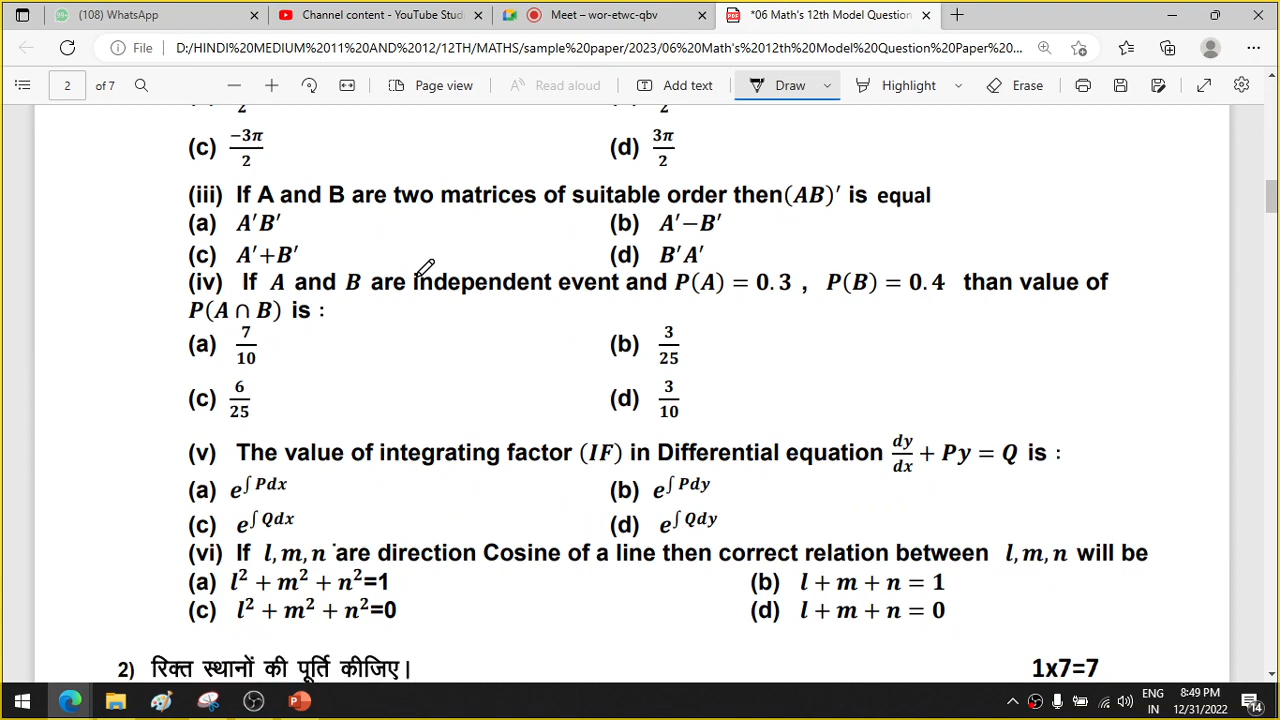 (108) WhatsApp
Channel content - YouTube Stud
Meet – wor-etwc-qbv
*06 Math's 12th Model Question
File
D:/HINDI%20MEDIUM%202011%20AND%2012/12TH/MATHS/sample%20paper/2023/06%20Math's%2012th%20Model%20Question%20Paper%20...
2 of 7
Page view
Read aloud
Add text
Draw
Highlight
Erase
2 2
(c) −3π/2 (d) 3π/2
(iii) If A and B are two matrices of suitable order then(AB)′ is equal
(a) A′B′ (b) A′−B′
(c) A′+B′ (d) B′A′
(iv) If A and B are independent event and P(A) = 0.3 , P(B) = 0.4 than value of
P(A ∩ B) is :
(a) 7/10 (b) 3/25
(c) 6/25 (d) 3/10
(v) The value of integrating factor (IF) in Differential equation dy/dx + Py = Q is :
(a) e^∫Pdx (b) e^∫Pdy
(c) e^∫Qdx (d) e^∫Qdy
(vi) If l, m, n are direction Cosine of a line then correct relation between l, m, n will be
(a) l² + m² + n²=1 (b) l + m + n = 1
(c) l² + m² + n²=0 (d) l + m + n = 0
2) रिक्त स्थानों की पूर्ति कीजिए। 1x7=7
ENG
IN
8:49 PM
12/31/2022
14